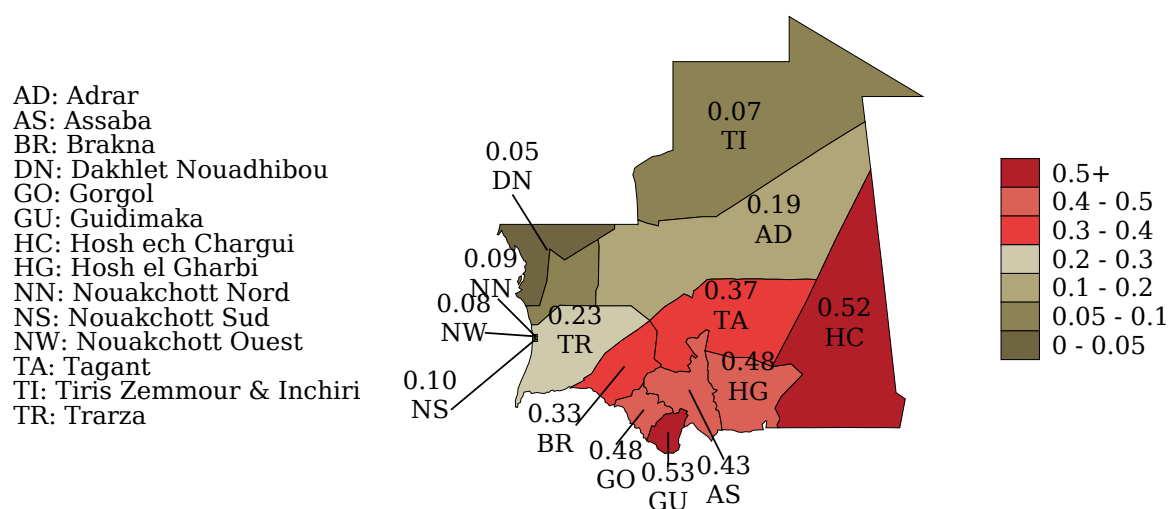 AD: Adrar
AS: Assaba
BR: Brakna
DN: Dakhlet Nouadhibou
GO: Gorgol
GU: Guidimaka
HC: Hosh ech Chargui
HG: Hosh el Gharbi
NN: Nouakchott Nord
NS: Nouakchott Sud
NW: Nouakchott Ouest
TA: Tagant
TI: Tiris Zemmour & Inchiri
TR: Trarza
0.07
TI
0.05
DN
0.19
AD
0.09
NN
0.08
NW
0.23
TR
0.37
TA
0.52
HC
0.48
HG
0.10
NS
0.33
BR
0.48
GO
0.53
GU
0.43
AS
0.5+
0.4 - 0.5
0.3 - 0.4
0.2 - 0.3
0.1 - 0.2
0.05 - 0.1
0 - 0.05